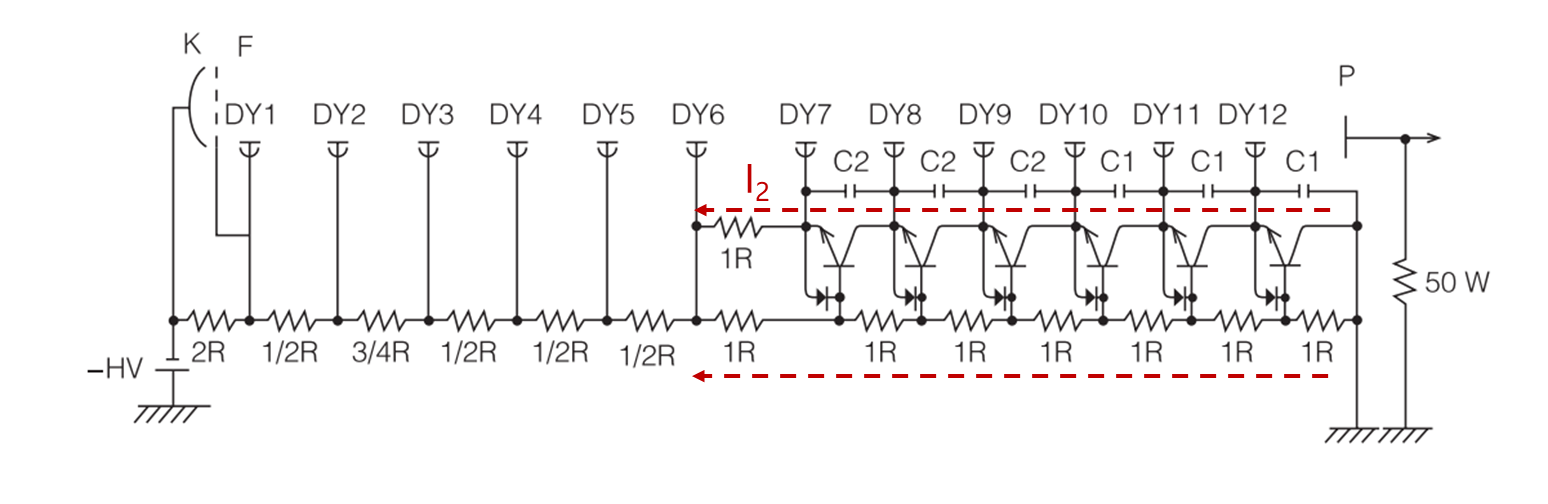 K F
P
DY1 DY2 DY3 DY4 DY5 DY6 DY7 DY8 DY9 DY10 DY11 DY12
C2 C2 C2 C1 C1 C1
I2
1R
50 W
2R 1/2R 3/4R 1/2R 1/2R 1/2R 1R 1R 1R 1R 1R 1R 1R
–HV